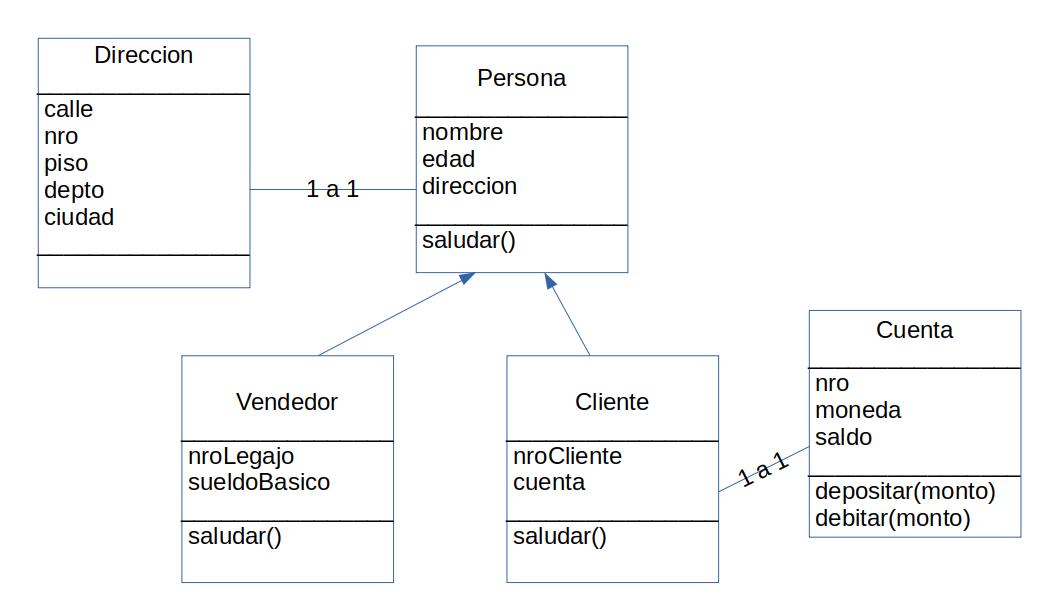 Direccion
calle
nro
piso
depto
ciudad
1 a 1
Persona
nombre
edad
direccion
saludar()
Vendedor
nroLegajo
sueldoBasico
saludar()
Cliente
nroCliente
cuenta
saludar()
1 a 1
Cuenta
nro
moneda
saldo
depositar(monto)
debitar(monto)